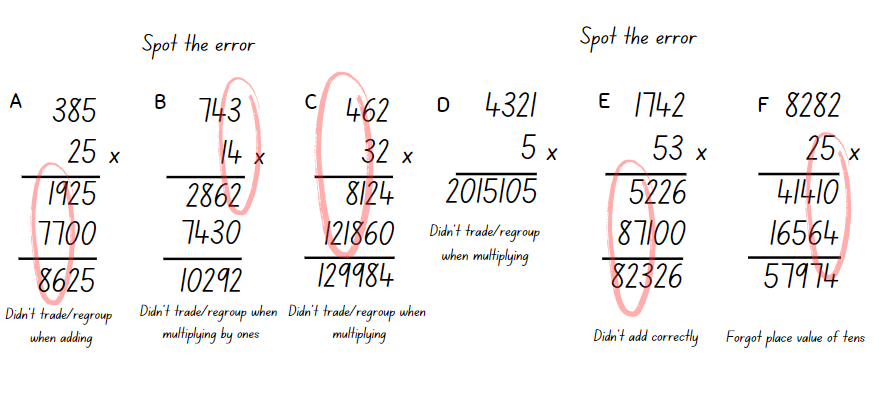 Spot the error
A 385
25 x
1925
7700
8625
Didn't trade/regroup
when adding
B 743
14 x
2862
7430
10292
Didn't trade/regroup when
multiplying by ones
C 462
32 x
8124
121860
129984
Didn't trade/regroup when
multiplying
Spot the error
D 4321
5 x
2015105
Didn't trade/regroup
when multiplying
E 1742
53 x
5226
87100
82326
Didn't add correctly
F 8282
25 x
41410
16564
57974
Forgot place value of tens